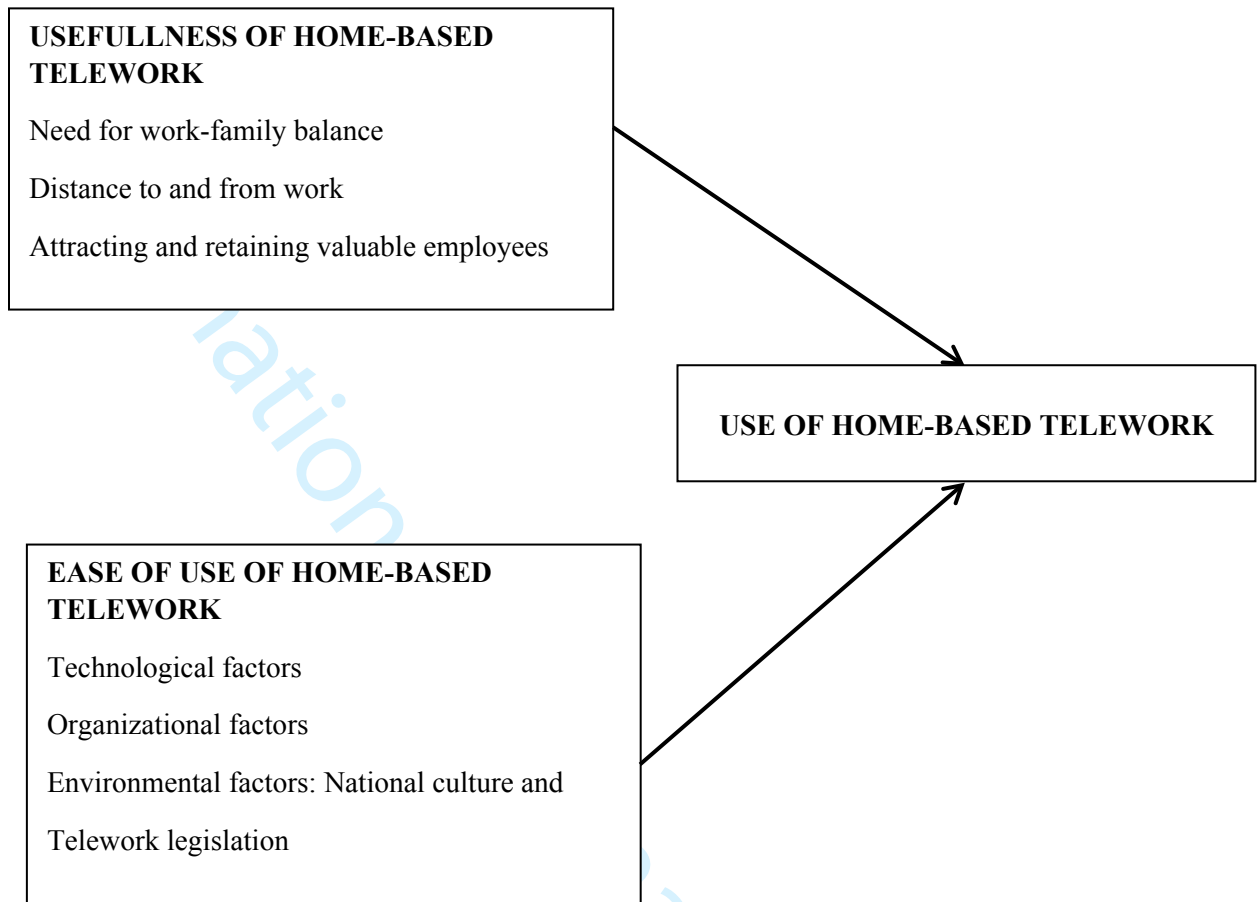 USEFULLNESS OF HOME-BASED
TELEWORK
Need for work-family balance
Distance to and from work
Attracting and retaining valuable employees
USE OF HOME-BASED TELEWORK
EASE OF USE OF HOME-BASED
TELEWORK
Technological factors
Organizational factors
Environmental factors: National culture and
Telework legislation